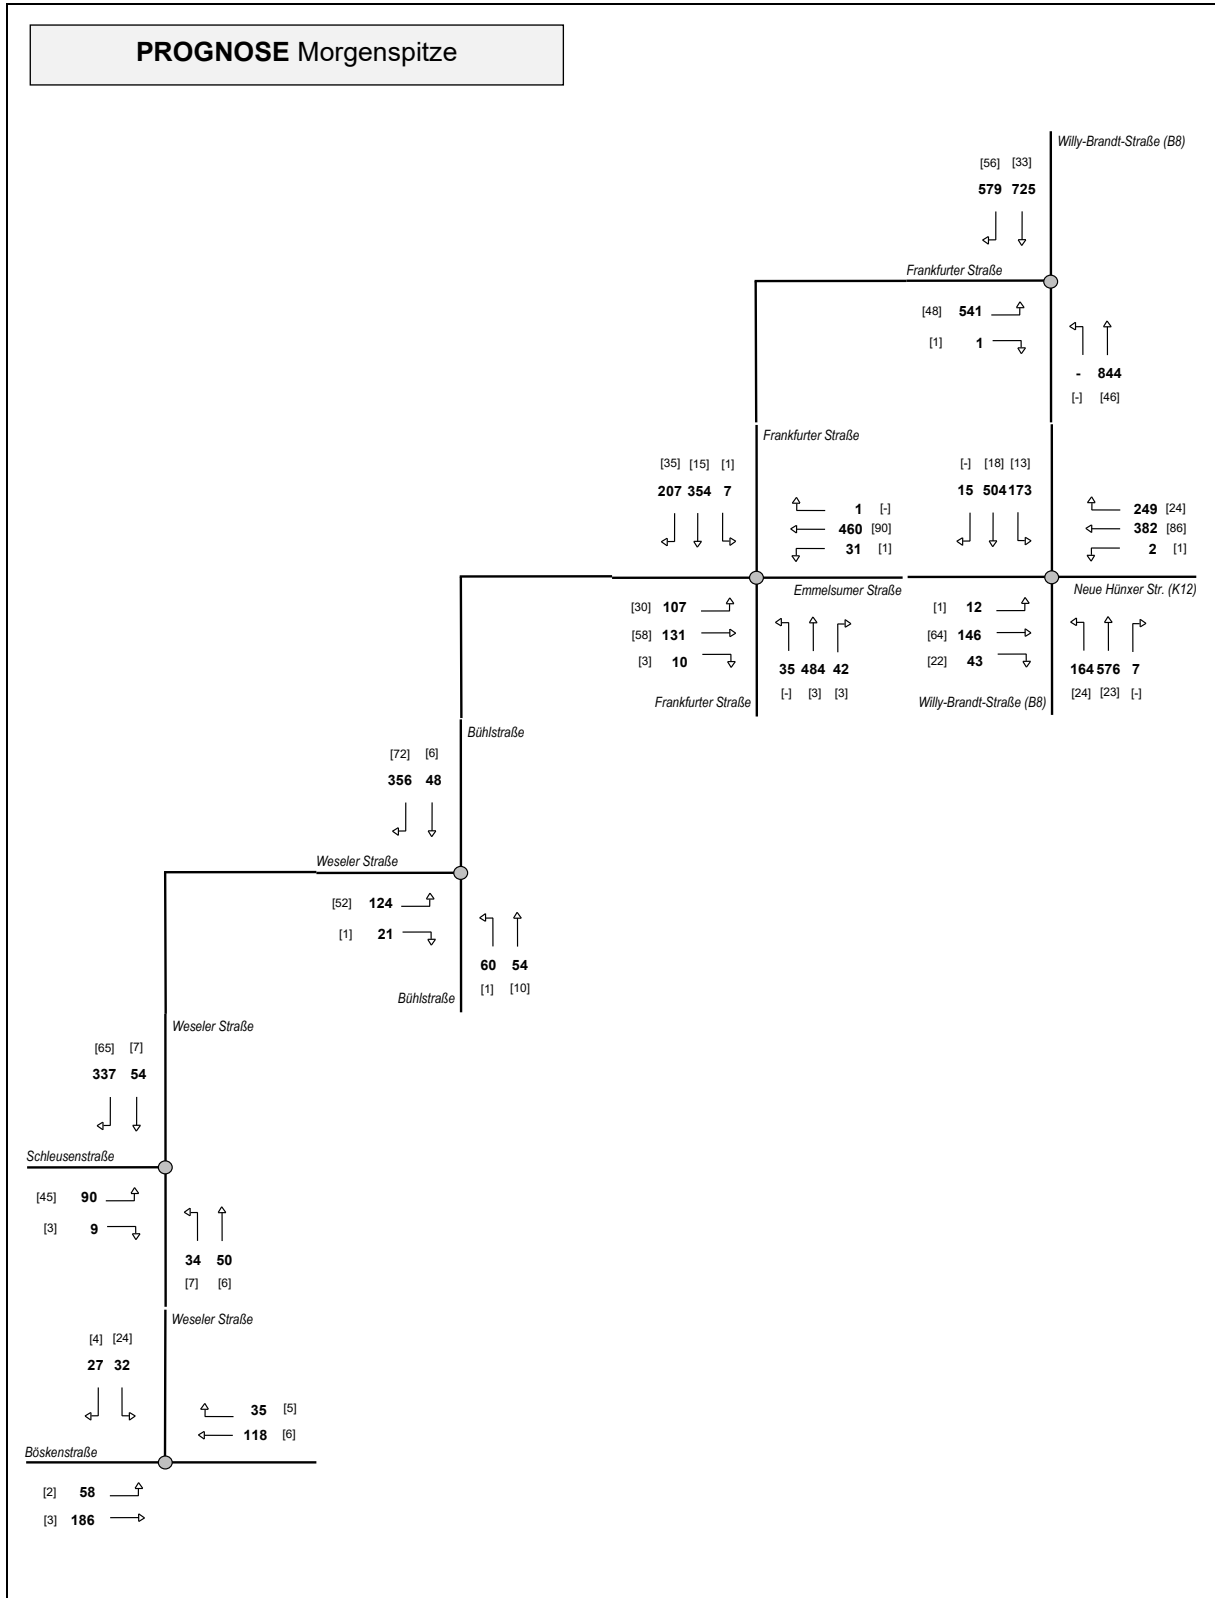 PROGNOSE Morgenspitze
Willy-Brandt-Straße (B8)
[56] [33]
579 725
Frankfurter Straße
[48] 541
[1] 1
- 844
[-] [46]
Frankfurter Straße
[35] [15] [1]
207 354 7
1 [-]
460 [90]
31 [1]
[-] [18] [13]
15 504 173
249 [24]
382 [86]
2 [1]
Emmelsumer Straße
Neue Hünxer Str. (K12)
[30] 107
[58] 131
[3] 10
35 484 42
[-] [3] [3]
Frankfurter Straße
[1] 12
[64] 146
[22] 43
164 576 7
[24] [23] [-]
Willy-Brandt-Straße (B8)
Bühlstraße
[72] [6]
356 48
Weseler Straße
[52] 124
[1] 21
60 54
[1] [10]
Bühlstraße
Weseler Straße
[65] [7]
337 54
Schleusenstraße
[45] 90
[3] 9
34 50
[7] [6]
Weseler Straße
[4] [24]
27 32
35 [5]
118 [6]
Böskenstraße
[2] 58
[3] 186